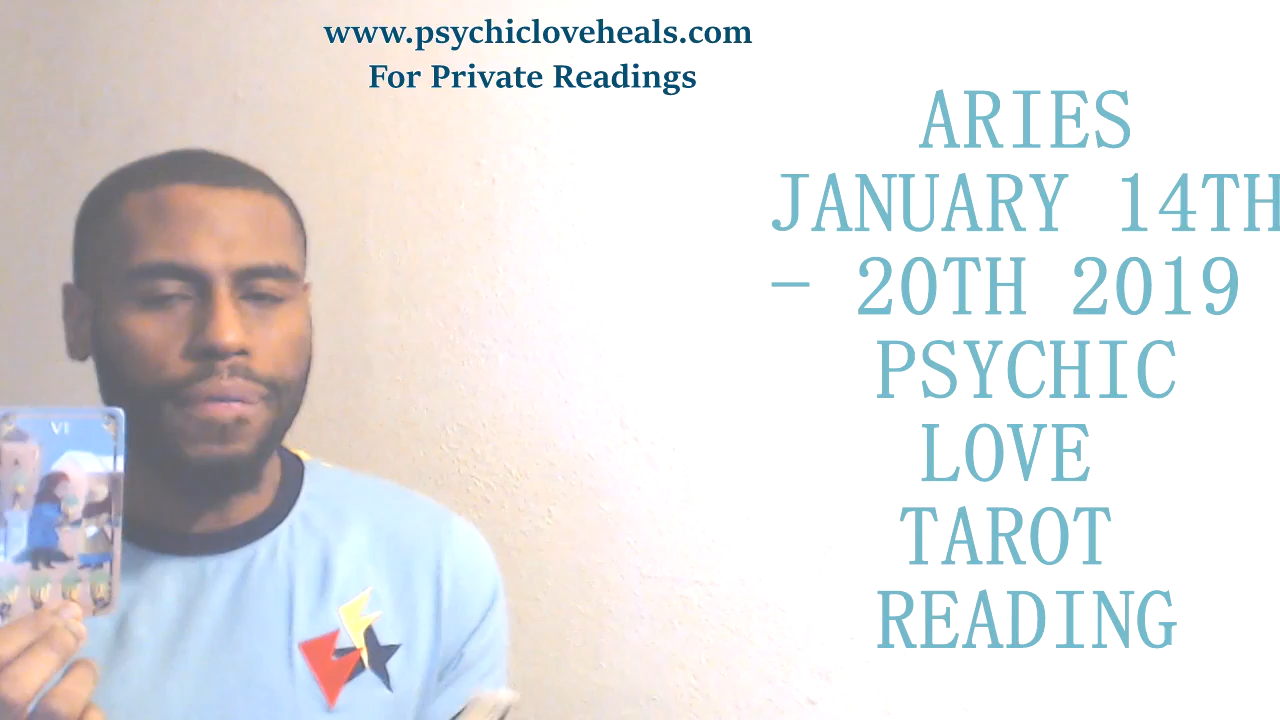 www.psychicloveheals.com
For Private Readings
ARIES
JANUARY 14TH
- 20TH 2019
PSYCHIC
LOVE
TAROT
READING
VI